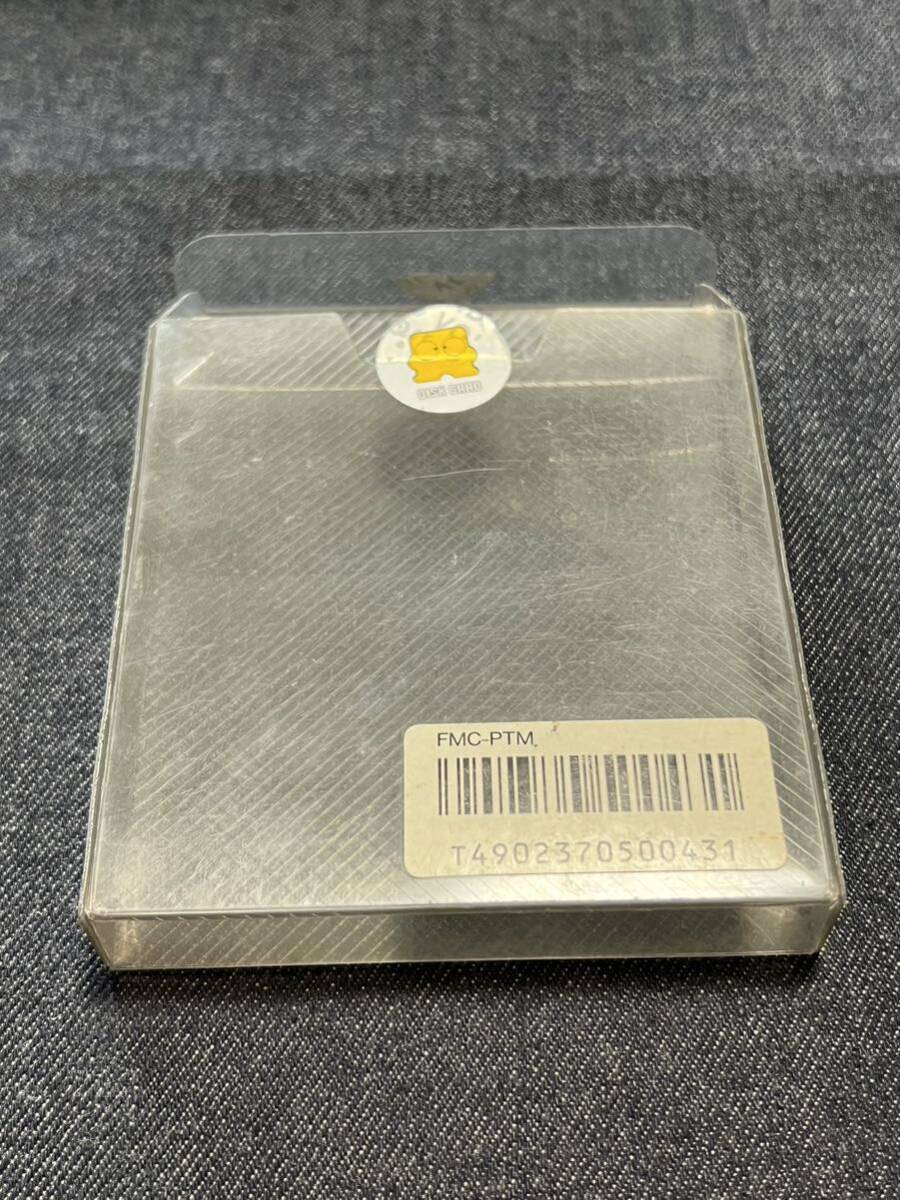 DISK CARD
FMC-PTM
T4902370500431